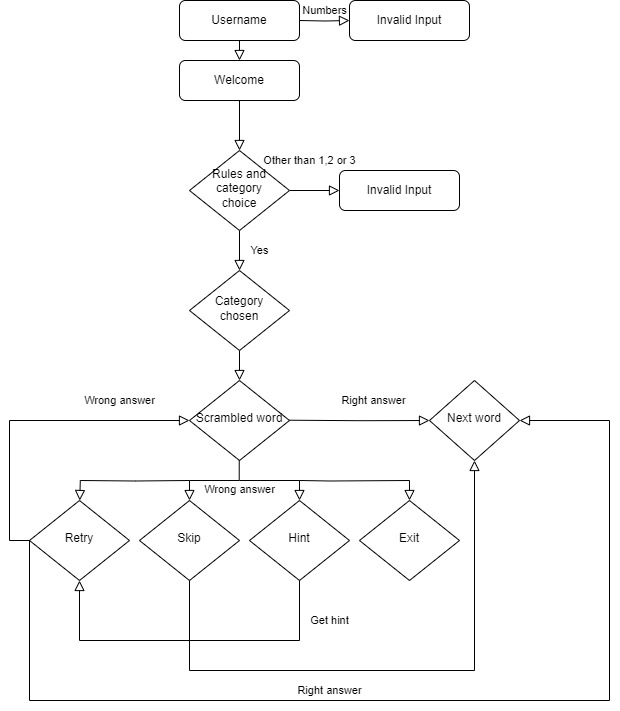 Username
Numbers
Invalid Input
Welcome
Other than 1,2 or 3
Rules and
category
choice
Invalid Input
Yes
Category
chosen
Wrong answer
Scrambled word
Right answer
Next word
Wrong answer
Retry
Skip
Hint
Exit
Get hint
Right answer